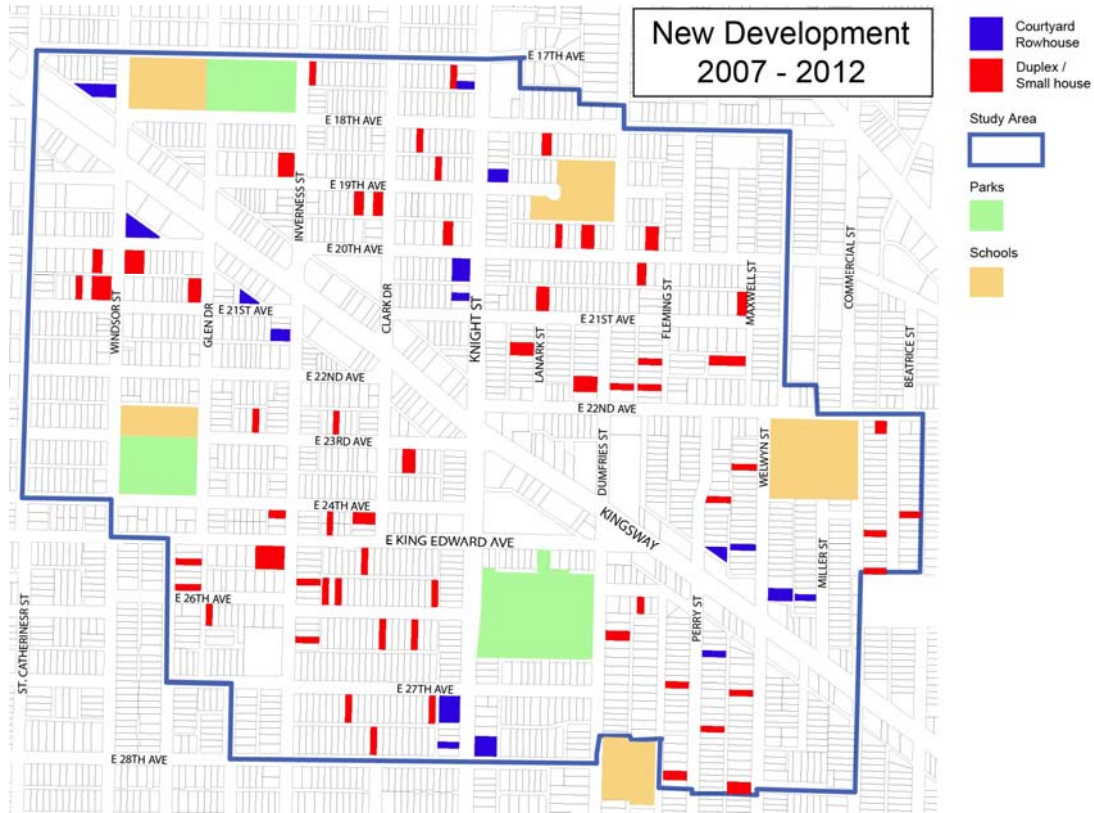 New Development
2007 - 2012
Courtyard
Rowhouse
Duplex /
Small house
Study Area
Parks
Schools
E 17TH AVE
E 18TH AVE
E 19TH AVE
INVERNESS ST
E 20TH AVE
COMMERCIAL ST
MAXWELL ST
CLARK DR
FLEMING ST
WINDSOR ST
GLEN DR
E 21ST AVE
E 21ST AVE
KNIGHT ST
LANARK ST
BEATRICE ST
E 22ND AVE
E 22ND AVE
E 23RD AVE
DUMFRIES ST
WELWYN ST
E 24TH AVE
KINGSWAY
E KING EDWARD AVE
MILLER ST
E 26TH AVE
PERRY ST
ST. CATHERINESR ST
E 27TH AVE
E 28TH AVE